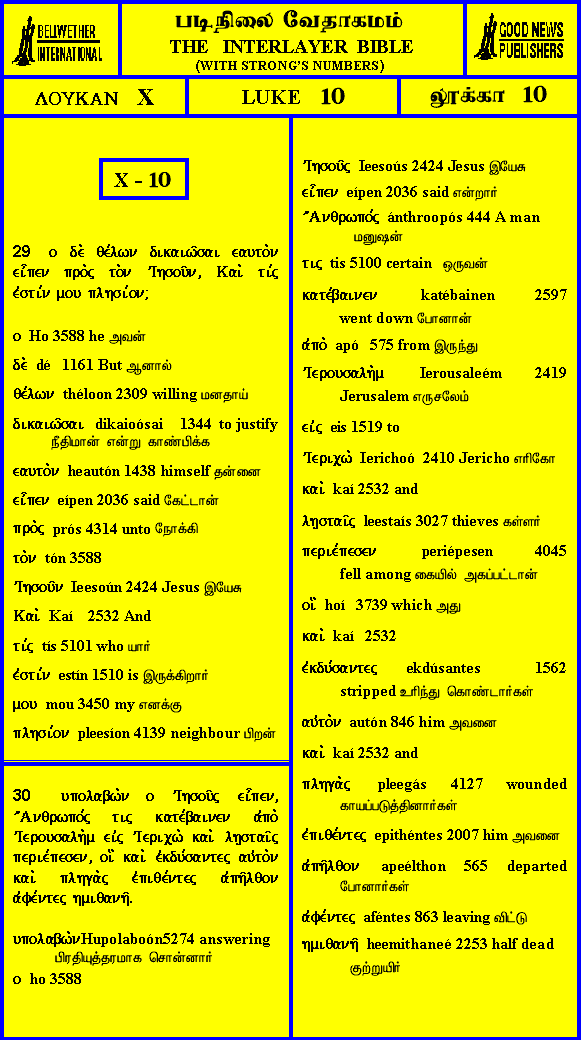 BELLWETHER
INTERNATIONAL
படிநிலை வேதாகமம்
THE INTERLAYER BIBLE
(WITH STRONG'S NUMBERS)
GOOD NEWS
PUBLISHERS
ΛΟΥΚΑΝ X
LUKE 10
லூக்கா 10
X - 10
29 ο δὲ θέλων δικαιῶσαι εαυτὸν
εἶπεν πρὸς τὸν Ἰησοῦν, Καὶ τίς
ἐστίν μου πλησίον;
ο Ho 3588 he அவன்
δὲ dé 1161 But ஆனால்
θέλων théloon 2309 willing மனதாய்
δικαιῶσαι dikaioósai 1344 to justify
நீதிமான் என்று காண்பிக்க
εαυτὸν heautón 1438 himself தன்னை
εἶπεν eípen 2036 said கேட்டான்
πρὸς prós 4314 unto நோக்கி
τὸν tón 3588
Ἰησοῦν Ieesoún 2424 Jesus இயேசு
Καὶ Kaí 2532 And
τίς tís 5101 who யார்
ἐστίν estín 1510 is இருக்கிறார்
μου mou 3450 my எனக்கு
πλησίον pleesíon 4139 neighbour பிறன்
30 υπολαβὼν ο Ἰησοῦς εἶπεν,
Ἄνθρωπός τις κατέβαινεν ἀπὸ
Ἰερουσαλὴμ εἰς Ἰεριχὼ καὶ λῃσταῖς
περιέπεσεν, οἳ καὶ ἐκδύσαντες αὐτὸν
καὶ πληγὰς ἐπιθέντες ἀπῆλθον
ἀφέντες ημιθανῆ.
υπολαβὼνHupolaboón5274 answering
பிரதியுத்தரமாக சொன்னார்
ο ho 3588
Ἰησοῦς Ieesoús 2424 Jesus இயேசு
εἶπεν eípen 2036 said என்றார்
Ἄνθρωπός ánthroopós 444 A man
மனுஷன்
τις tis 5100 certain ஒருவன்
κατέβαινεν katébainen 2597
went down போனான்
ἀπὸ apó 575 from இருந்து
Ἰερουσαλὴμ Ierousaleém 2419
Jerusalem எருசலேம்
εἰς eis 1519 to
Ἰεριχὼ Ierichoó 2410 Jericho எரிகோ
καὶ kaí 2532 and
λῃσταῖς leestaís 3027 thieves கள்ளர்
περιέπεσεν periépesen 4045
fell among கையில் அகப்பட்டான்
οἳ hoí 3739 which அது
καὶ kaí 2532
ἐκδύσαντες ekdúsantes 1562
stripped உரிந்து கொண்டார்கள்
αὐτὸν autón 846 him அவனை
καὶ kaí 2532 and
πληγὰς pleegás 4127 wounded
காயப்படுத்தினார்கள்
ἐπιθέντες epithéntes 2007 him அவனை
ἀπῆλθον apeélthon 565 departed
போனார்கள்
ἀφέντες aféntes 863 leaving விட்டு
ημιθανῆ heemithaneé 2253 half dead
குற்றுயிர்